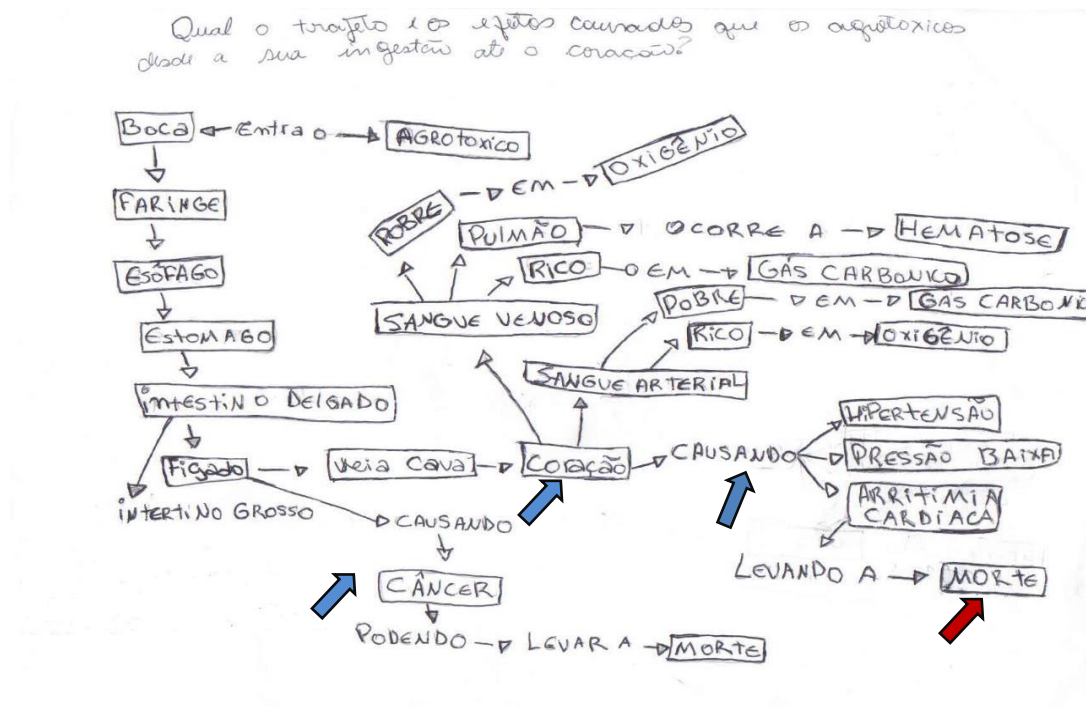 Qual o trajeto e os efeitos causados que os agrotoxicos
desde a sua ingestão até o coração?
Boca Entra o AGROtoxico
POBRE EM OXIGÊNIO
FARINGE
PULMÃO OCORRE A HEMATOSE
RICO EM GÁS CARBONICO
ESÔFAGO
POBRE EM GAS CARBONI
SANGUE VENOSO
EStOMAGO
RICO EM OXIGÊNIO
SANGUE ARTERIAL
intEStiNO DElGADO
HiPERtENSÃO
Figado Veia Cava Coração CAUSANDO PRESSÃO BAiXA
ARRitiMiA
CARDiACA
iNtERtiNO GROSSO
CAUSANDO
LEVANDO A MORtE
CÂNCER
PODENDO LEVAR A MORtE